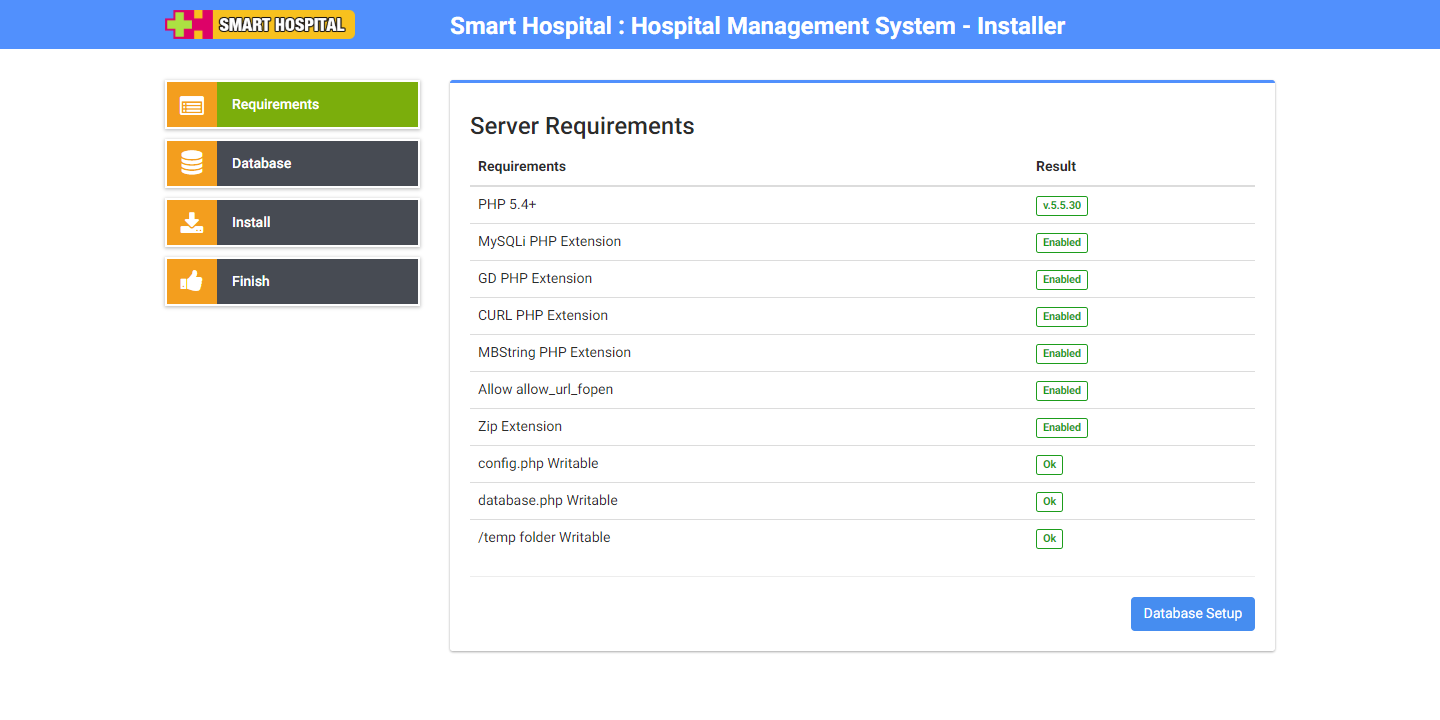 SMART HOSPITAL
Smart Hospital : Hospital Management System - Installer
Requirements
Database
Install
Finish
Server Requirements
Requirements Result
PHP 5.4+ v.5.5.30
MySQLi PHP Extension Enabled
GD PHP Extension Enabled
CURL PHP Extension Enabled
MBString PHP Extension Enabled
Allow allow_url_fopen Enabled
Zip Extension Enabled
config.php Writable Ok
database.php Writable Ok
/temp folder Writable Ok
Database Setup